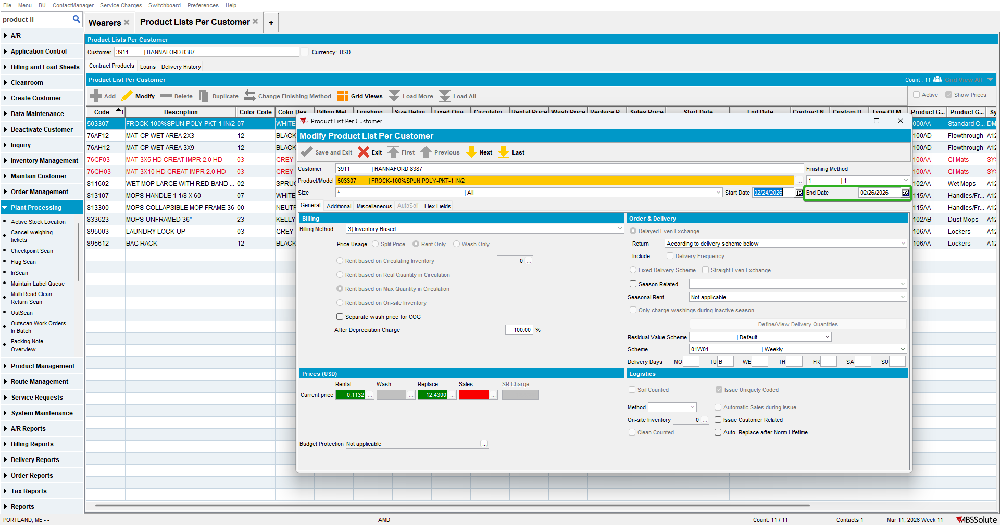 File Menu BU ContactManager Service Charges Switchboard Preferences Help
product li
Wearers
Product Lists Per Customer
+
A/R
Application Control
Billing and Load Sheets
Cleanroom
Create Customer
Data Maintenance
Deactivate Customer
Inquiry
Inventory Management
Maintain Customer
Order Management
Plant Processing
Active Stock Location
Cancel weighing
tickets
Checkpoint Scan
Flag Scan
InScan
Maintain Label Queue
Multi Read Clean
Return Scan
OutScan
Outscan Work Orders
In Batch
Packing Note
Overview
Product Management
Route Management
Service Requests
System Maintenance
A/R Reports
Billing Reports
Delivery Reports
Order Reports
Tax Reports
Reports
Product Lists Per Customer
Customer 3911 | HANNAFORD 8387 ... Currency: USD
Contract Products Loans Delivery History
Product List Per Customer Count : 11 Grid View All
Add Modify Delete Duplicate Change Finishing Method Grid Views Load More Load All Active Show Prices
Code 1 Description Color Code Color Des... Billing Met... Finishing Size Defini... Fixed Qua... Circulatin... Rental Price Wash Price Replace P... Sales Price Start Date End Date Contract N... Custom D... Type Of M... Product G... Product G... Sy
503307 FROCK-100%SPUN POLY-PKT-1 IN/2 07 WHITE 000AA Standard G... DM
76AF12 MAT-CP WET AREA 2X3 12 BLACK 100AD Flowthrough A12
76AH12 MAT-CP WET AREA 3X9 12 BLACK 100AD Flowthrough A12
76GF03 MAT-3X5 HD GREAT IMPR 2.0 HD 03 GREY 100AA GI Mats SYS
76GH03 MAT-3X10 HD GREAT IMPR 2.0 HD 03 GREY 100AA GI Mats SYS
811602 WET MOP LARGE WITH RED BAND ... 02 SPRUC 102AA Wet Mops A12
813107 MOPS-HANDLE 1 1/8 X 60 07 WHITE 115AA Handles/Fr... A12
813300 MOPS-COLLAPSIBLE MOP FRAME 36 00 NEUTR 115AA Handles/Fr... A12
833623 MOPS-UNFRAMED 36" 23 KELLY 102AB Dust Mops A12
895003 LAUNDRY LOCK-UP 03 GREY 106AA Lockers A12
895612 BAG RACK 12 BLACK 106AA Lockers A12
Product List Per Customer
Modify Product List Per Customer
Save and Exit Exit First Previous Next Last
Customer 3911 | HANNAFORD 8387 Finishing Method
Product/Model 503307 | FROCK-100%SPUN POLY-PKT-1 IN/2 ... 1 | 1
Size * | All Start Date 02/24/2026 16 End Date 02/26/2026 16
General Additional Miscellaneous AutoSoil Flex Fields
Billing
Billing Method 3) Inventory Based
Price Usage Split Price Rent Only Wash Only
Rent based on Circulating Inventory 0 ...
Rent based on Real Quantity in Circulation
Rent based on Max Quantity in Circulation
Rent based on On-site Inventory
Separate wash price for COG
After Depreciation Charge 100.00 %
Order & Delivery
Delayed Even Exchange
Return According to delivery scheme below
Include Delivery Frequency
Fixed Delivery Scheme Straight Even Exchange
Season Related
Seasonal Rent Not applicable
Only charge washings during inactive season
Define/View Delivery Quantities
Residual Value Scheme - | Default
Scheme 01W01 | Weekly
Delivery Days MO TU B WE TH FR SA SU
Prices (USD)
Rental Wash Replace Sales SR Charge
Current price 0.1132 ... ... 12.4300 ... ...
Budget Protection Not applicable ...
Logistics
Soil Counted Issue Uniquely Coded
Method Automatic Sales during Issue
On-site Inventory 0 ... Issue Customer Related
Clean Counted Auto. Replace after Norm Lifetime
PORTLAND, ME - - AMD Count: 11 / 11 Contacts 1 Mar 11, 2026 Week 11 ABSSolute